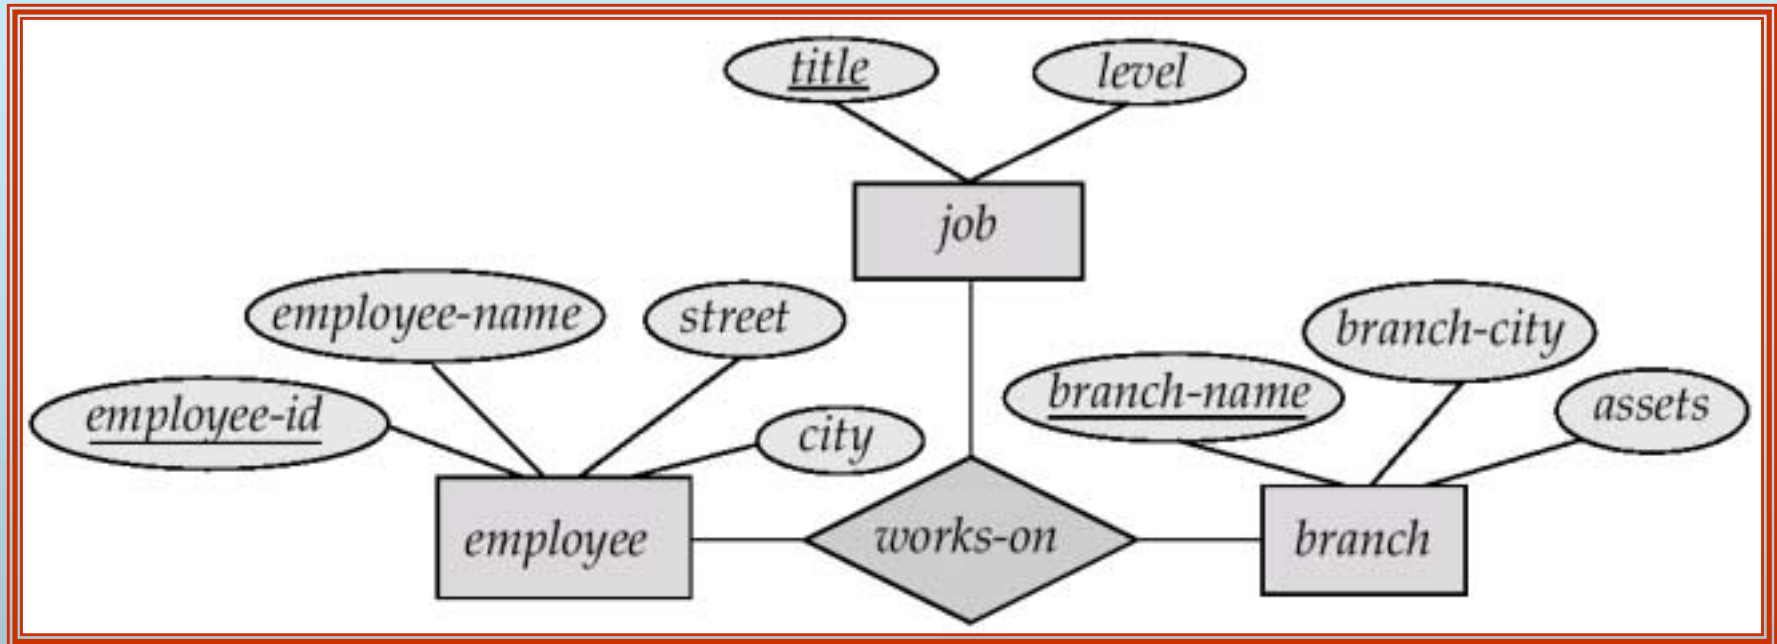 title
level
job
employee-name
street
branch-city
employee-id
branch-name
assets
city
employee
works-on
branch